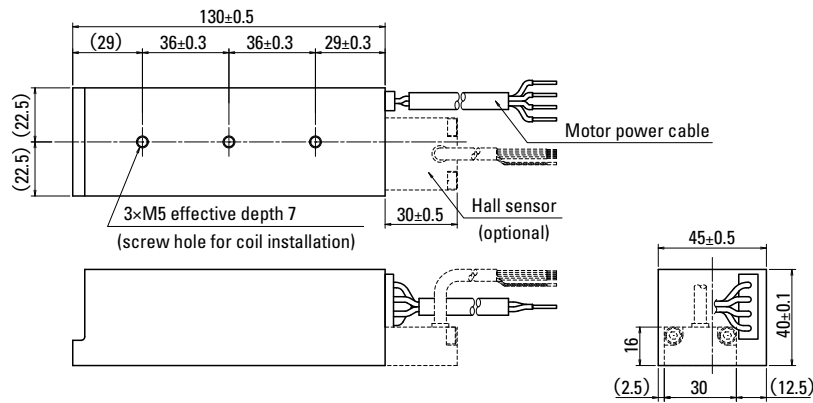 130±0.5
(29)
36±0.3
36±0.3
29±0.3
(22.5)
(22.5)
Motor power cable
3×M5 effective depth 7
(screw hole for coil installation)
30±0.5
Hall sensor
(optional)
45±0.5
40±0.1
16
(2.5)
30
(12.5)